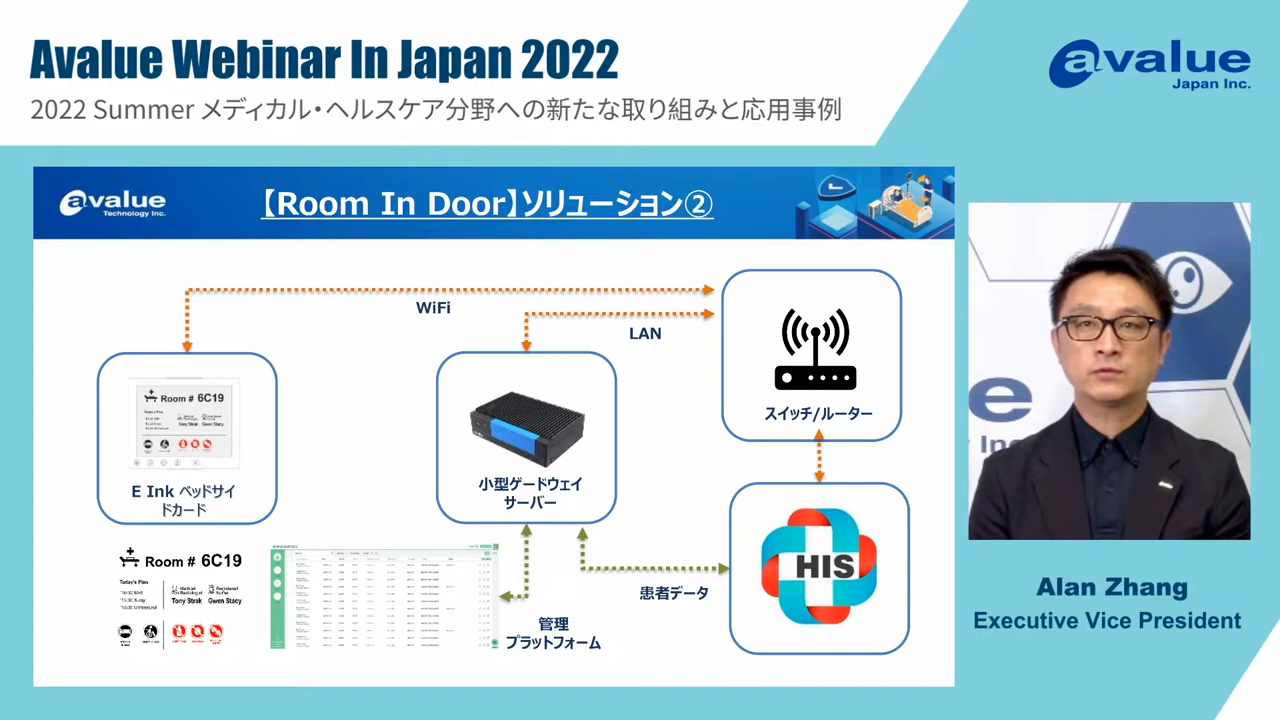 Avalue Webinar In Japan 2022
2022 Summer メディカル・ヘルスケア分野への新たな取り組みと応用事例
avalue
Japan Inc.
avalue
Technology Inc.
【Room In Door】ソリューション②
WiFi
LAN
Room # 6C19
Today's Plan
Tony Strak
Gwen Stacy
E Ink ベッドサイ
ドカード
小型ゲードウェイ
サーバー
スイッチ/ルーター
HIS
患者データ
管理
プラットフォーム
Room # 6C19
Today's Plan
Medical
Tony Strak
Gwen Stacy
e
Inc
Alan Zhang
Executive Vice President